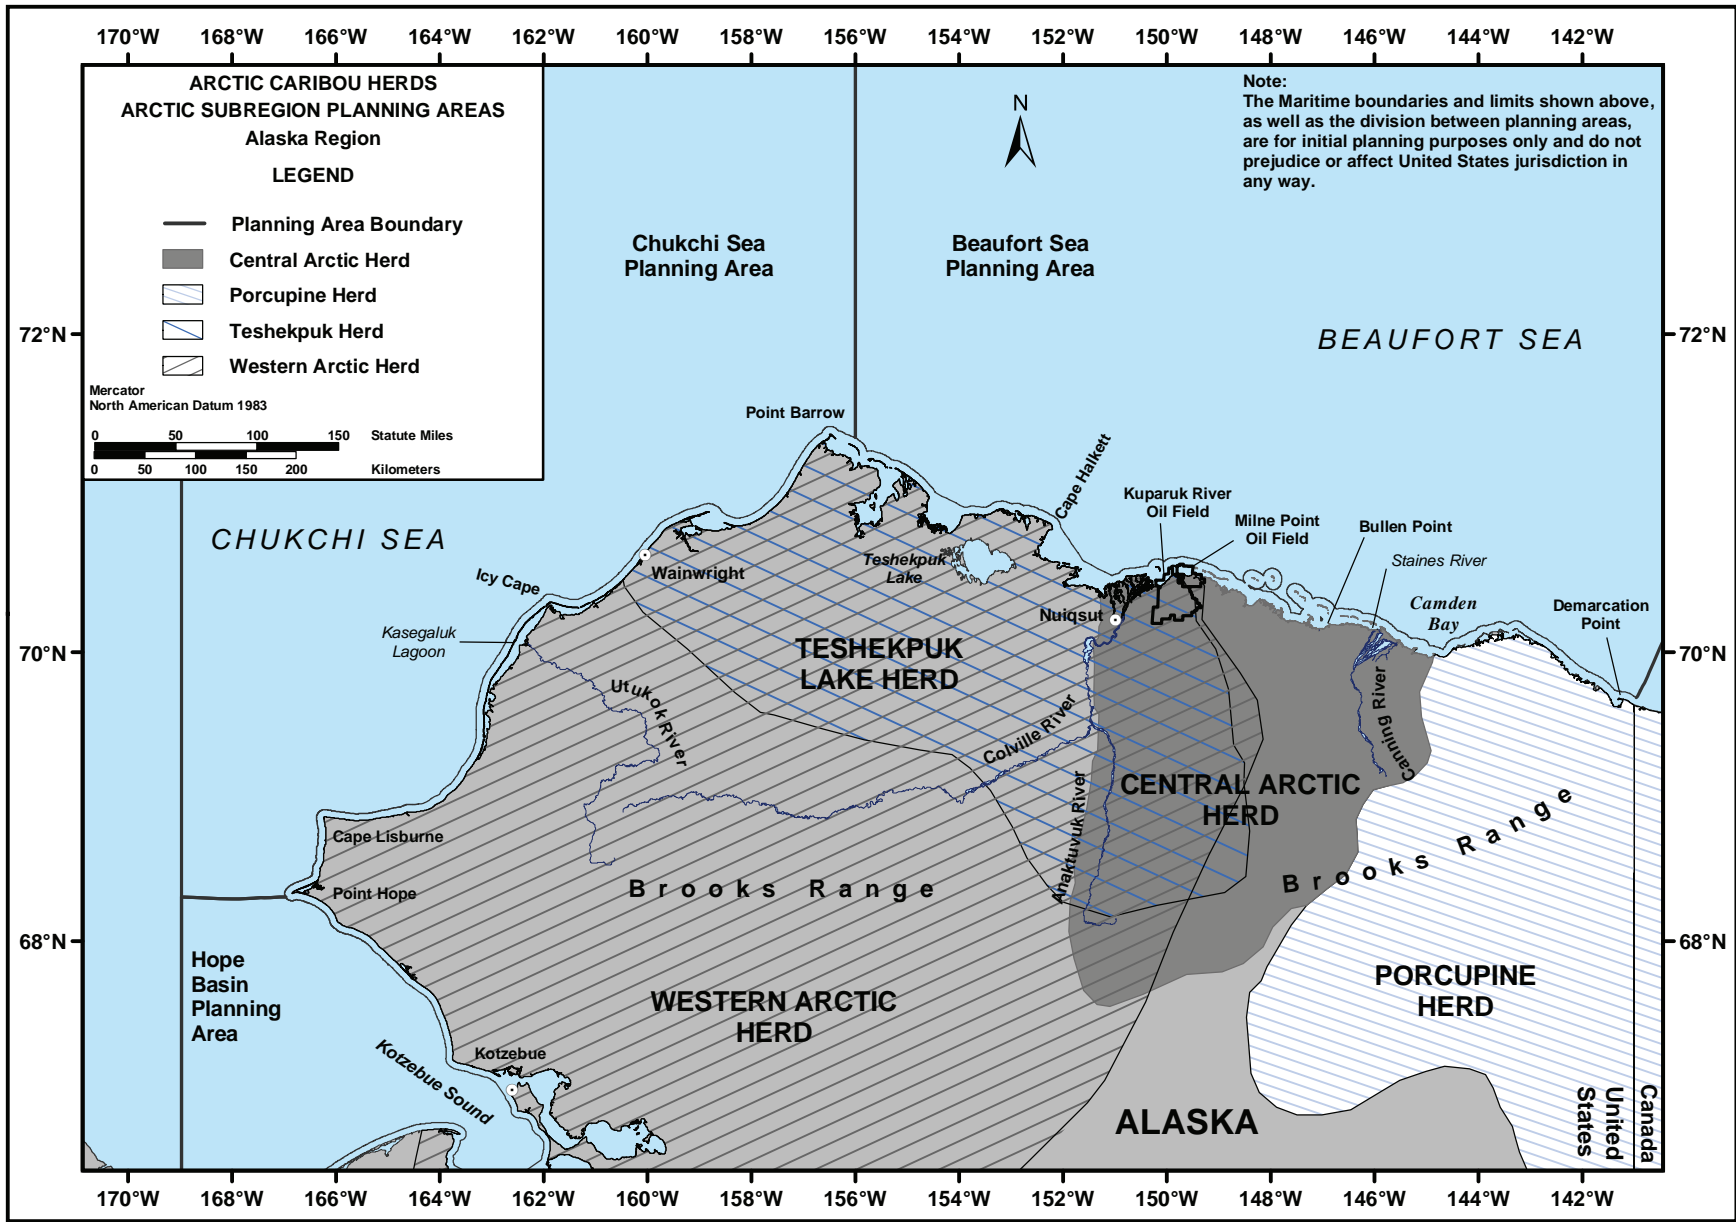 170°W 168°W 166°W 164°W 162°W 160°W 158°W 156°W 154°W 152°W 150°W 148°W 146°W 144°W 142°W
ARCTIC CARIBOU HERDS
ARCTIC SUBREGION PLANNING AREAS
Alaska Region
LEGEND
Planning Area Boundary
Central Arctic Herd
Porcupine Herd
Teshekpuk Herd
Western Arctic Herd
Mercator
North American Datum 1983
0 50 100 150 Statute Miles
0 50 100 150 200 Kilometers
N
Note:
The Maritime boundaries and limits shown above,
as well as the division between planning areas,
are for initial planning purposes only and do not
prejudice or affect United States jurisdiction in
any way.
Chukchi Sea
Planning Area
Beaufort Sea
Planning Area
72°N
72°N
BEAUFORT SEA
CHUKCHI SEA
Point Barrow
Cape Halkett
Kuparuk River
Oil Field
Milne Point
Oil Field
Bullen Point
Staines River
Camden
Bay
Demarcation
Point
Icy Cape
Wainwright
Teshekpuk
Lake
Nuiqsut
Kasegaluk
Lagoon
70°N
70°N
TESHEKPUK
LAKE HERD
Utukok River
Colville River
Canning River
Anaktuvuk River
CENTRAL ARCTIC
HERD
Cape Lisburne
Point Hope
Brooks Range
Brooks Range
68°N
68°N
Hope
Basin
Planning
Area
WESTERN ARCTIC
HERD
PORCUPINE
HERD
Kotzebue
Kotzebue Sound
ALASKA
United
States
Canada
170°W 168°W 166°W 164°W 162°W 160°W 158°W 156°W 154°W 152°W 150°W 148°W 146°W 144°W 142°W